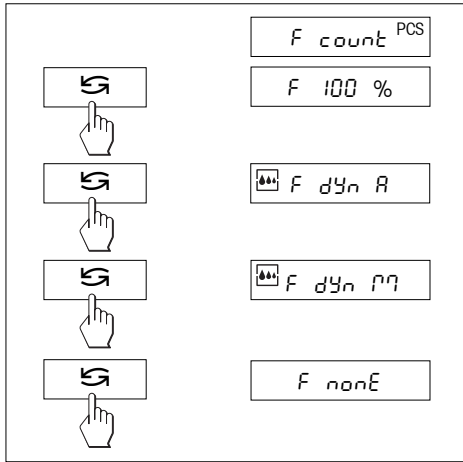 F count PCS
F 100 %
F dyn A
F dyn M
F nonE